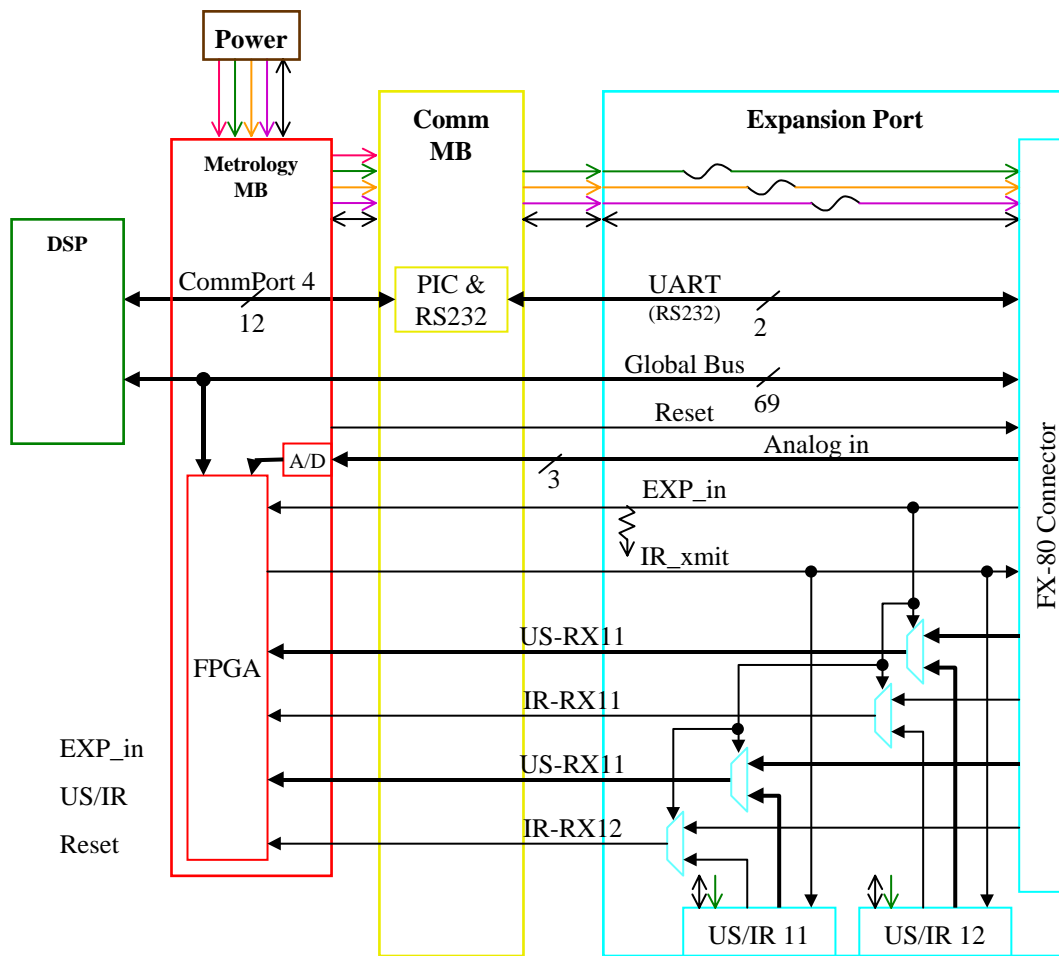 Power
Comm
MB
Expansion Port
Metrology
MB
DSP
CommPort 4
12
PIC &
RS232
UART
(RS232)
2
Global Bus
69
Reset
A/D
3
Analog in
EXP_in
IR_xmit
FX-80 Connector
US-RX11
FPGA
IR-RX11
EXP_in
US-RX11
US/IR
IR-RX12
Reset
US/IR 11
US/IR 12